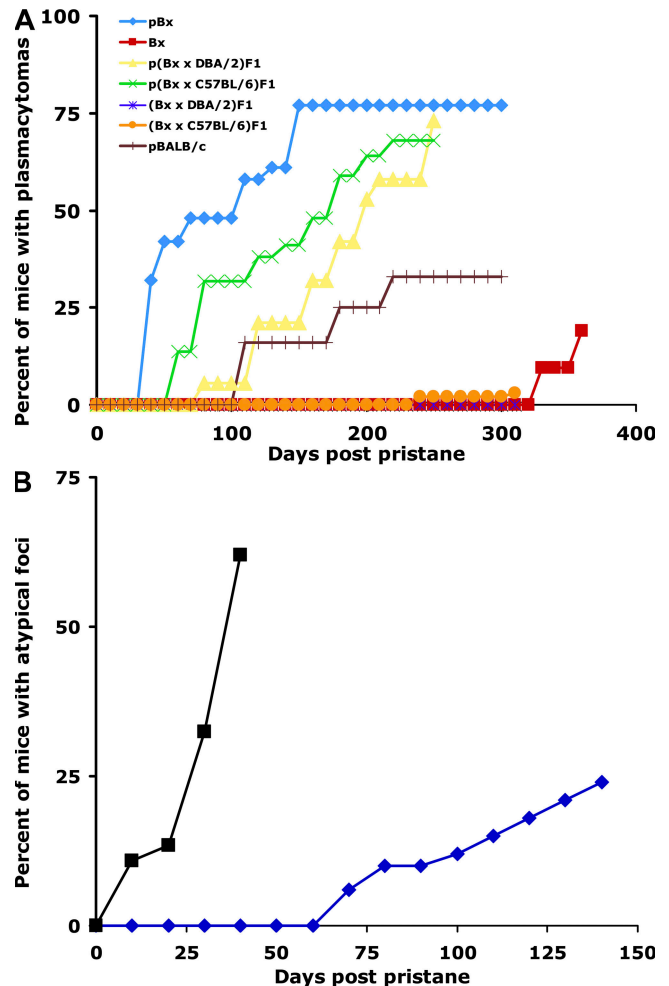 A
pBx
Bx
p(Bx x DBA/2)F1
p(Bx x C57BL/6)F1
(Bx x DBA/2)F1
(Bx x C57BL/6)F1
pBALB/c
100
75
50
25
0
Percent of mice with plasmacytomas
0 100 200 300 400
Days post pristane
B
75
50
25
0
Percent of mice with atypical foci
0 25 50 75 100 125 150
Days post pristane